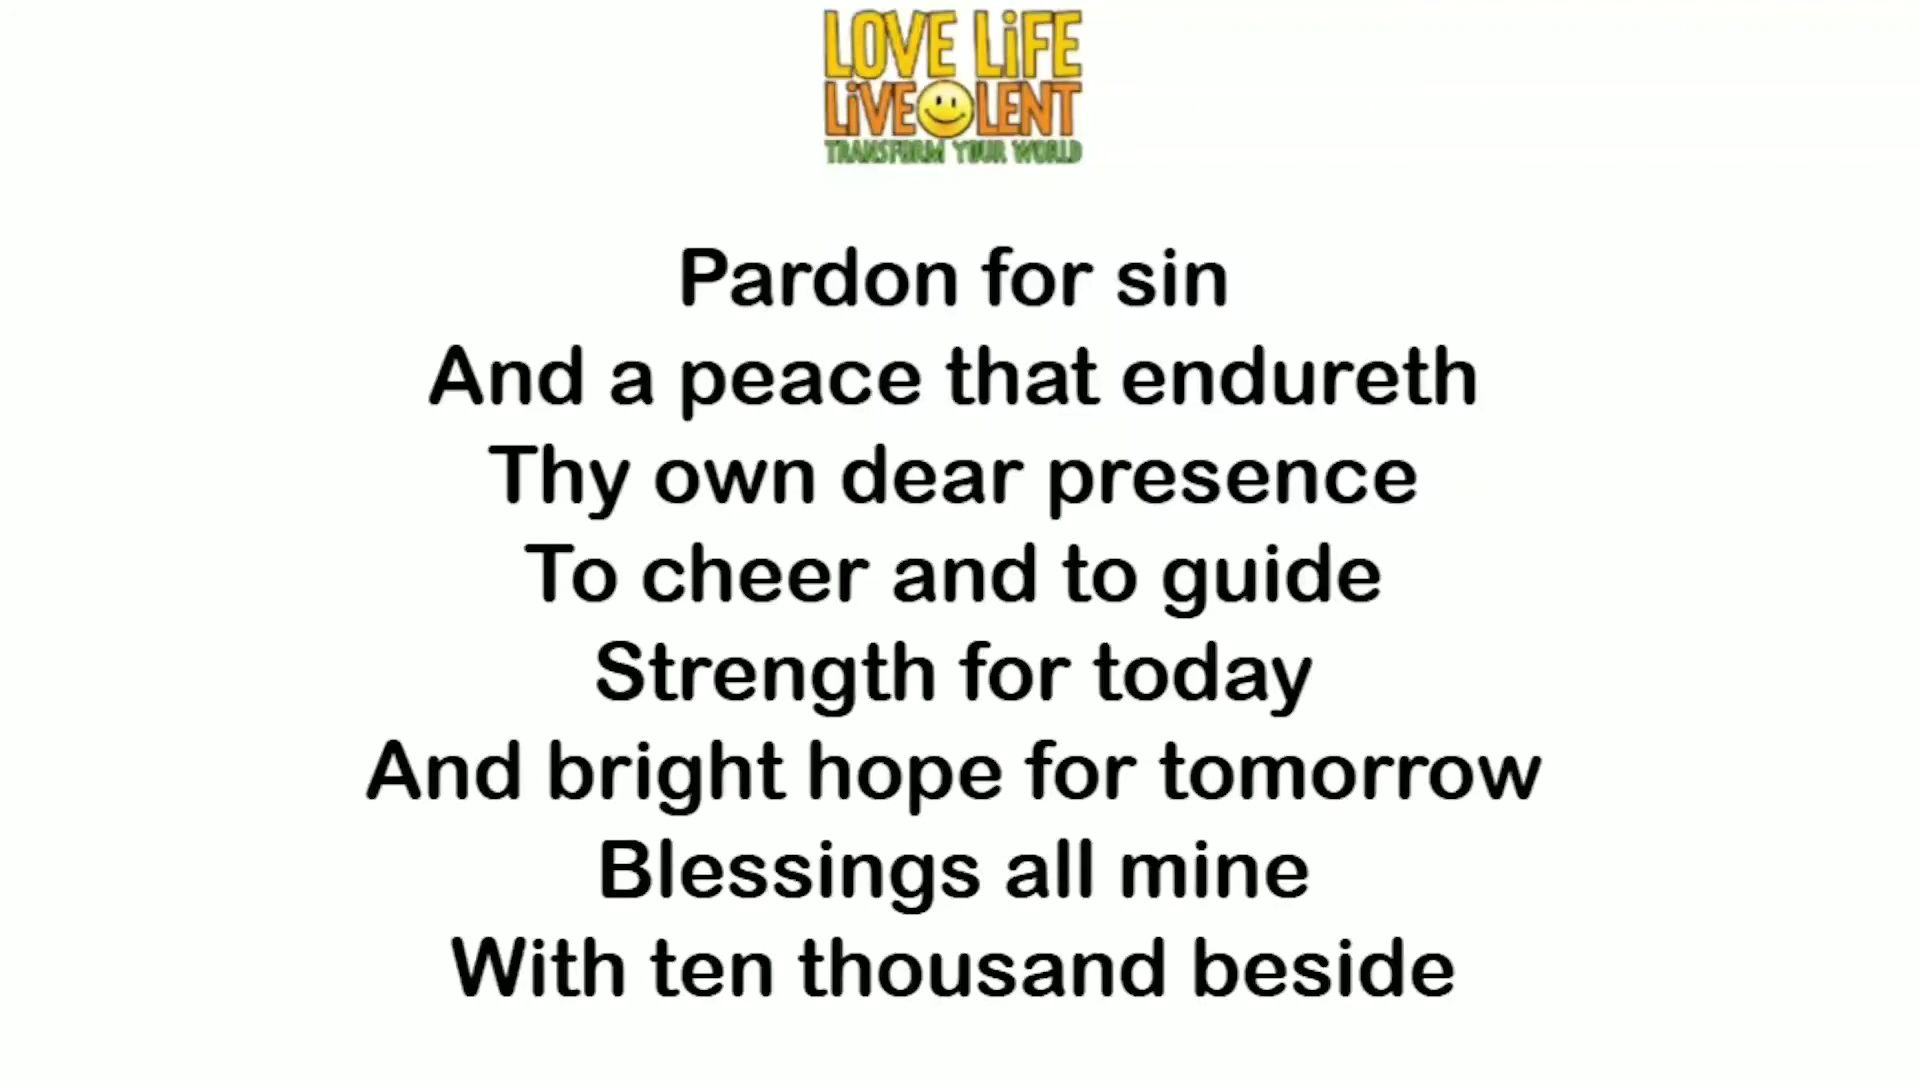 LOVE LiFE
LiVE LENT
TRANSFORM YOUR WORLD
Pardon for sin
And a peace that endureth
Thy own dear presence
To cheer and to guide
Strength for today
And bright hope for tomorrow
Blessings all mine
With ten thousand beside